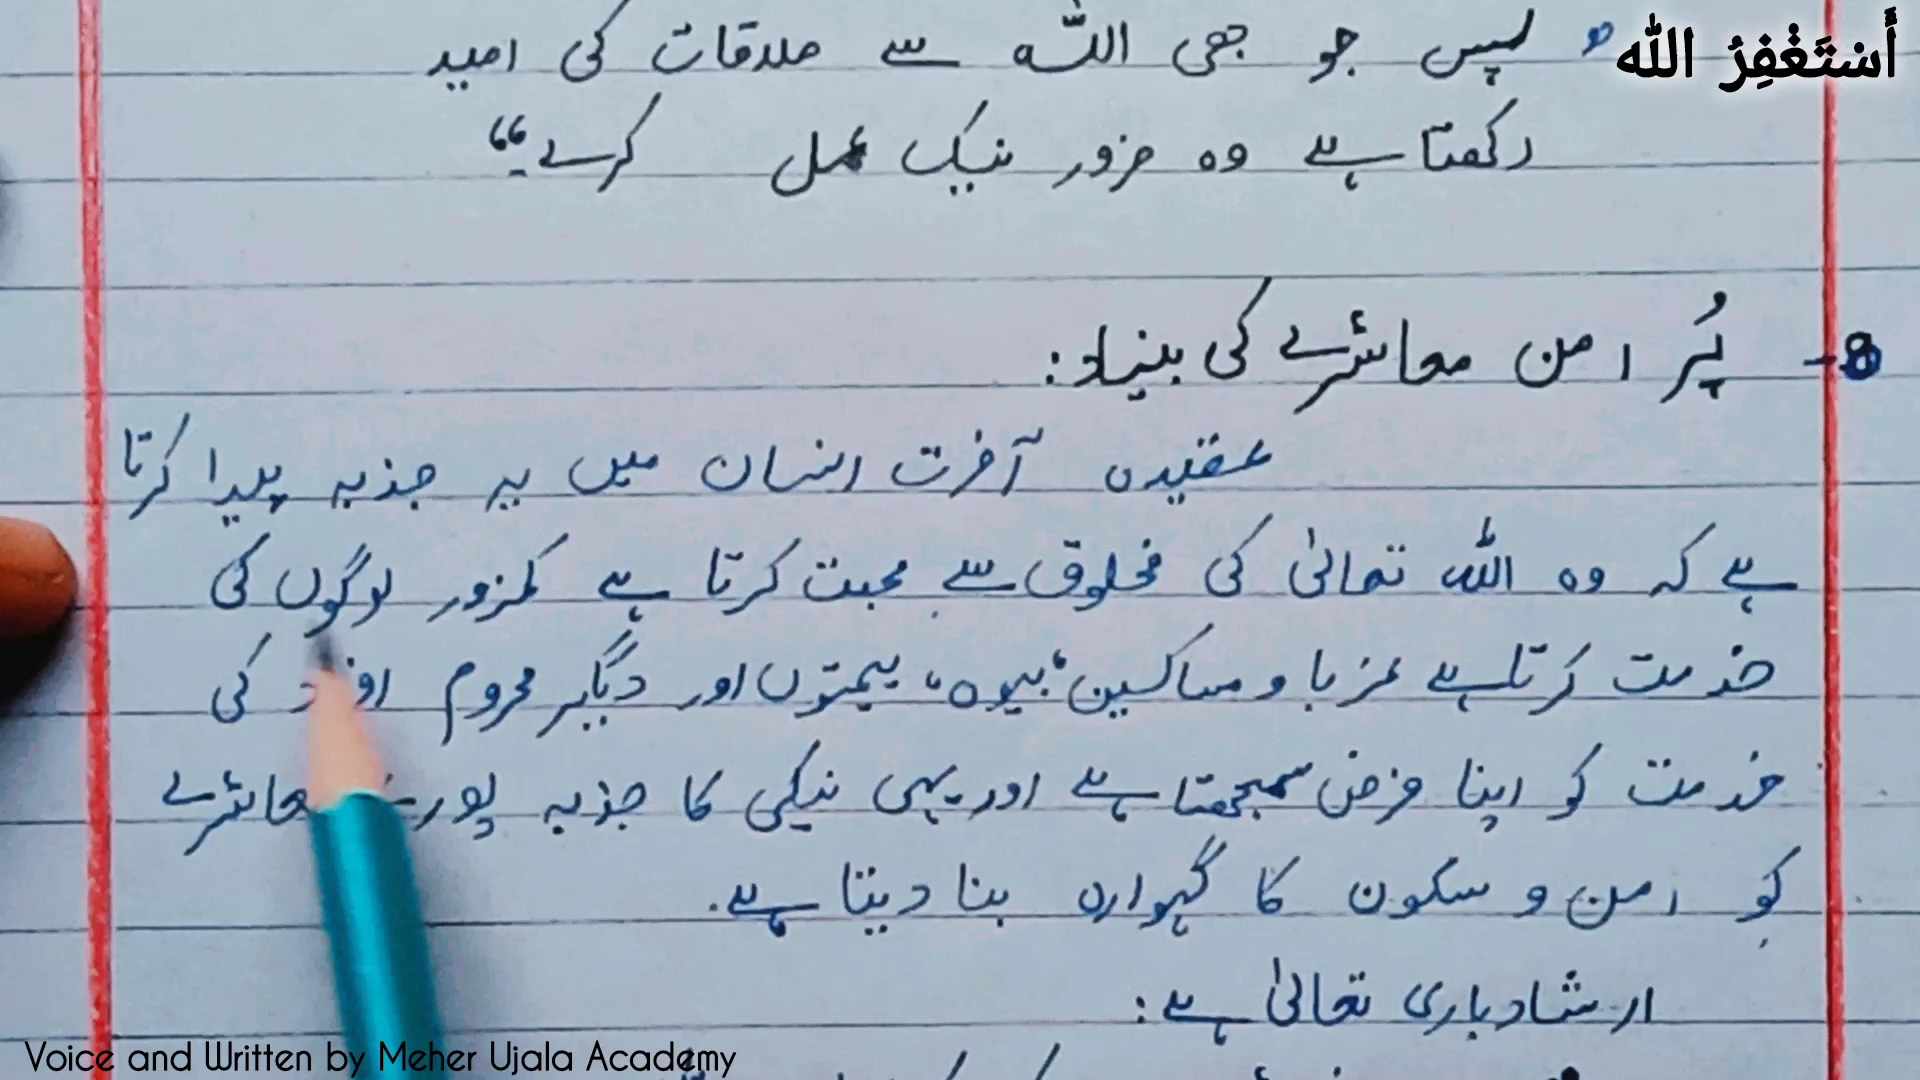 أَسْتَغْفِرُ الله
”پس جو بھی اللہ سے ملاقات کی امید
رکھتا ہے وہ ضرور نیک عمل کرے۔“
8- پُر امن معاشرے کی بنیاد:
عقیدہ آخرت انسان میں یہ جذبہ پیدا کرتا
ہے کہ وہ اللہ تعالیٰ کی مخلوق سے محبت کرتا ہے کمزور لوگوں کی
خدمت کرتا ہے غربا و مساکین، بیوہ، یتیموں اور دیگر محروم افراد کی
خدمت کو اپنا فرض سمجھتا ہے اور یہی نیکی کا جذبہ پورے معاشرے
کو امن و سکون کا گہوارہ بنا دیتا ہے.
ارشاد باری تعالیٰ ہے:
Voice and Written by Meher Ujala Academy